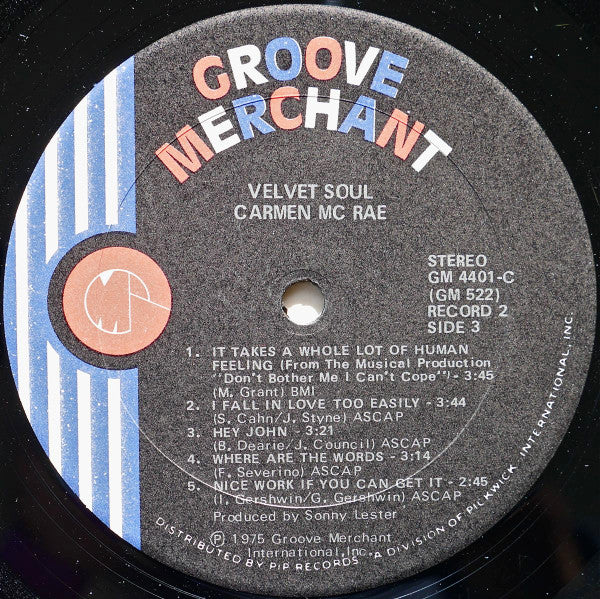 GROOVE
MERCHANT
VELVET SOUL
CARMEN MC RAE
STEREO
GM 4401-C
(GM 522)
RECORD 2
SIDE 3
1. IT TAKES A WHOLE LOT OF HUMAN
FEELING (From The Musical Production
"Don't Bother Me I Can't Cope") - 3:45
(M. Grant) BMI
2. I FALL IN LOVE TOO EASILY - 3:44
(S. Cahn/J. Styne) ASCAP
3. HEY JOHN - 3:21
(B. Dearie/J. Council) ASCAP
4. WHERE ARE THE WORDS - 3:14
(F. Severino) ASCAP
5. NICE WORK IF YOU CAN GET IT - 2:45
(I. Gershwin/G. Gershwin) ASCAP
Produced by Sonny Lester
Ⓟ 1975 Groove Merchant
International, Inc.
DISTRIBUTED BY PIP RECORDS. A DIVISION OF PICKWICK INTERNATIONAL, INC.